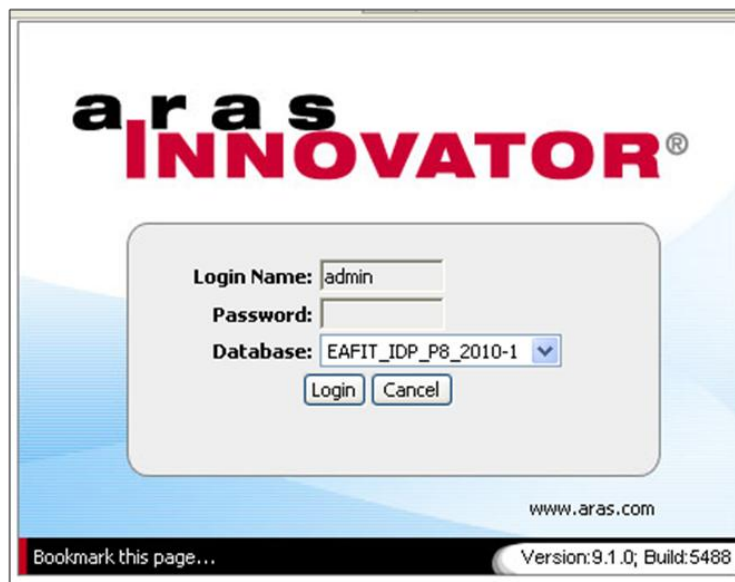 aras
INNOVATOR®
Login Name: admin
Password:
Database: EAFIT_IDP_P8_2010-1
Login Cancel
www.aras.com
Bookmark this page... Version:9.1.0; Build:5488